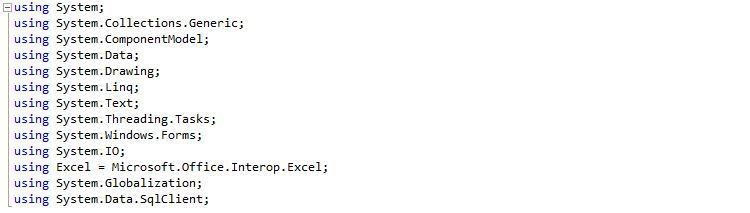 using System;
using System.Collections.Generic;
using System.ComponentModel;
using System.Data;
using System.Drawing;
using System.Linq;
using System.Text;
using System.Threading.Tasks;
using System.Windows.Forms;
using System.IO;
using Excel = Microsoft.Office.Interop.Excel;
using System.Globalization;
using System.Data.SqlClient;